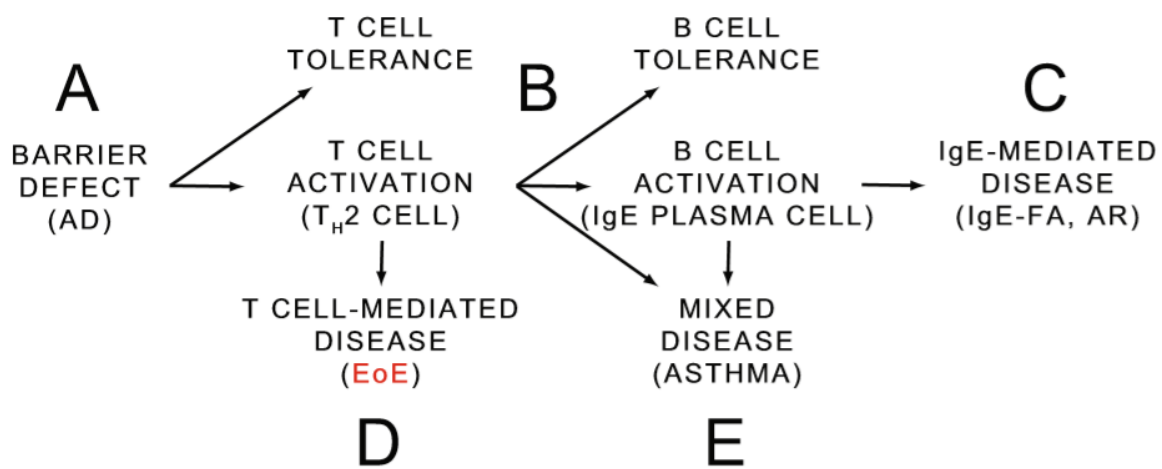 A
BARRIER
DEFECT
(AD)
T CELL
TOLERANCE
T CELL
ACTIVATION
(TH2 CELL)
T CELL-MEDIATED
DISEASE
(EoE)
D
B
B CELL
TOLERANCE
B CELL
ACTIVATION
(IgE PLASMA CELL)
MIXED
DISEASE
(ASTHMA)
E
C
IgE-MEDIATED
DISEASE
(IgE-FA, AR)